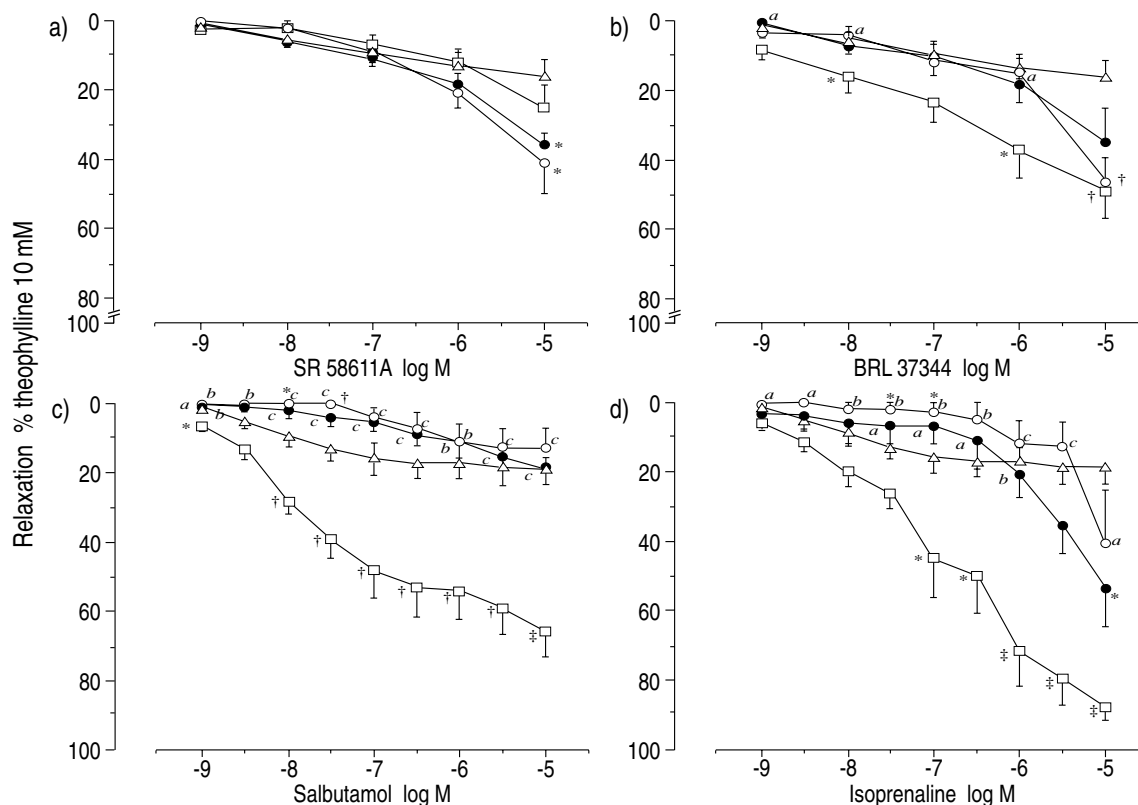 a)
0
20
40
60
80
100
*
*
-9 -8 -7 -6 -5
SR 58611A log M
b)
0
20
40
60
80
100
a
a
*
a
*
†
†
-9 -8 -7 -6 -5
BRL 37344 log M
Relaxation % theophylline 10 mM
c)
0
20
40
60
80
100
b b * c c †
a b c c c c c c c
c c b c
*
† † † † † † ‡
-9 -8 -7 -6 -5
Salbutamol log M
d)
0
20
40
60
80
100
a a b * b * b b c c
a a a b
a
*
* * ‡ ‡ ‡
-9 -8 -7 -6 -5
Isoprenaline log M